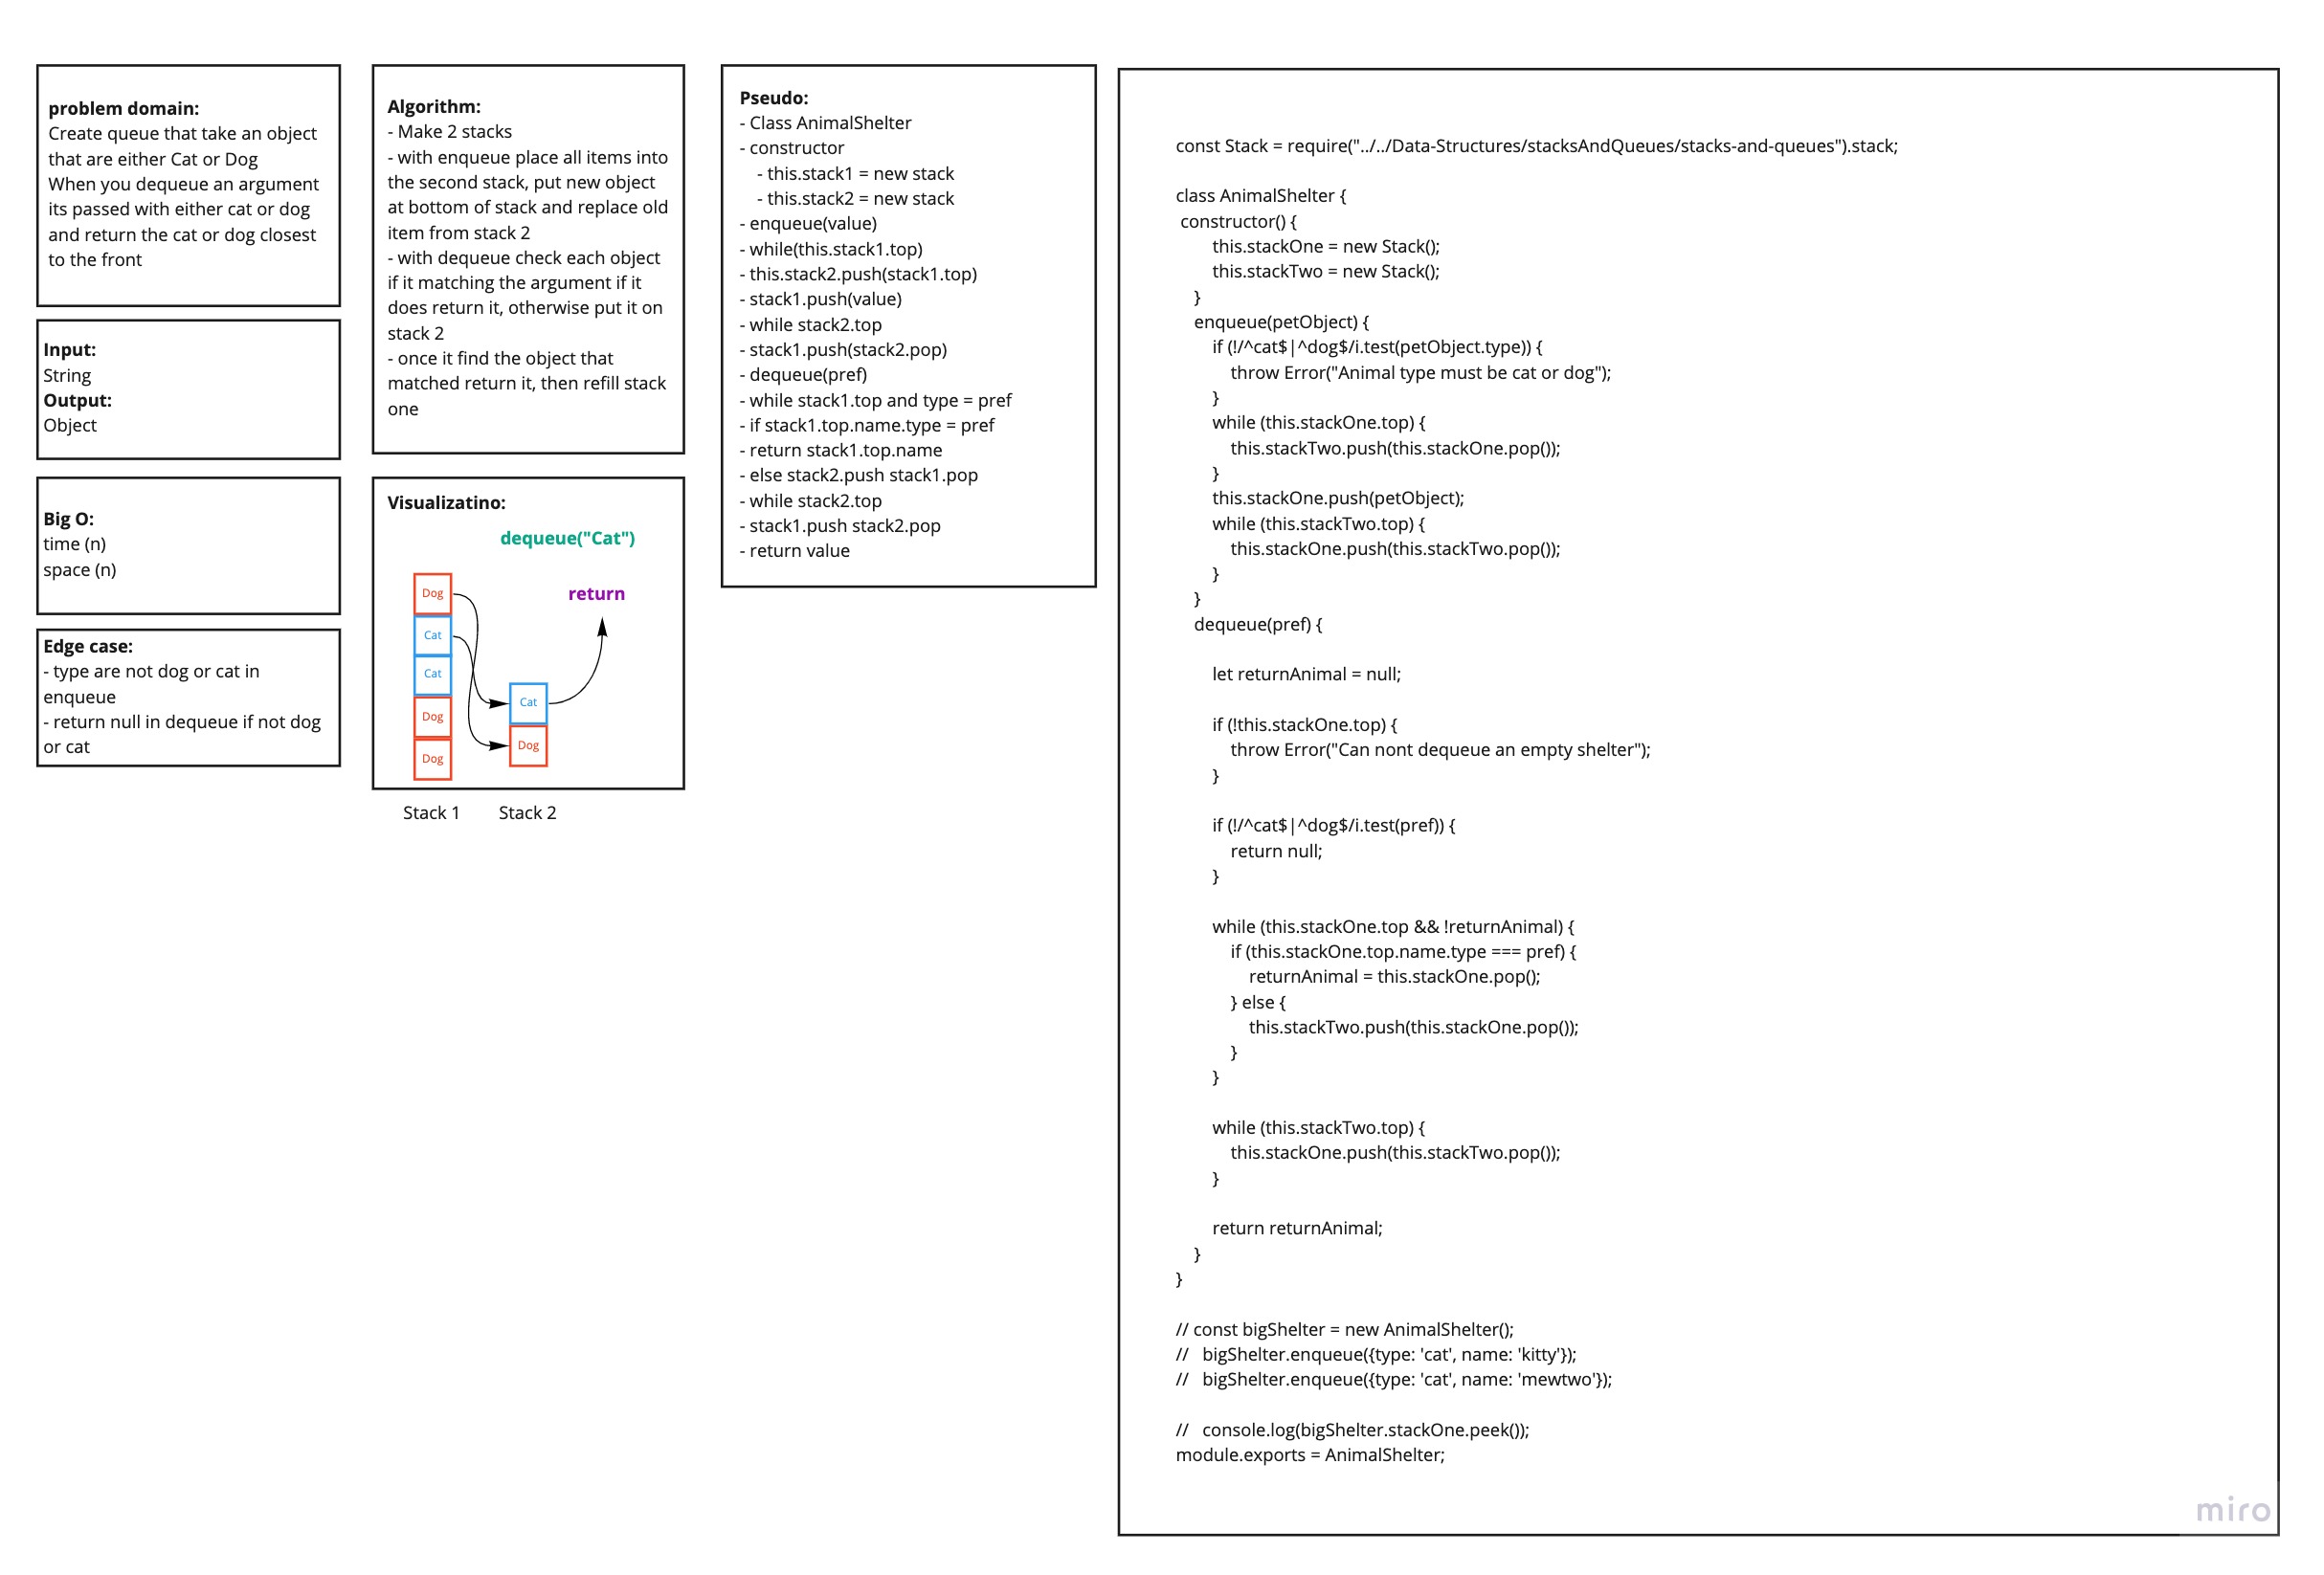 problem domain:
Create queue that take an object
that are either Cat or Dog
When you dequeue an argument
its passed with either cat or dog
and return the cat or dog closest
to the front
Input:
String
Output:
Object
Big O:
time (n)
space (n)
Edge case:
- type are not dog or cat in
enqueue
- return null in dequeue if not dog
or cat
Algorithm:
- Make 2 stacks
- with enqueue place all items into
the second stack, put new object
at bottom of stack and replace old
item from stack 2
- with dequeue check each object
if it matching the argument if it
does return it, otherwise put it on
stack 2
- once it find the object that
matched return it, then refill stack
one
Visualizatino:
dequeue("Cat")
return
Dog
Cat
Cat
Dog
Dog
Cat
Dog
Stack 1
Stack 2
Pseudo:
- Class AnimalShelter
- constructor
- this.stack1 = new stack
- this.stack2 = new stack
- enqueue(value)
- while(this.stack1.top)
- this.stack2.push(stack1.top)
- stack1.push(value)
- while stack2.top
- stack1.push(stack2.pop)
- dequeue(pref)
- while stack1.top and type = pref
- if stack1.top.name.type = pref
- return stack1.top.name
- else stack2.push stack1.pop
- while stack2.top
- stack1.push stack2.pop
- return value
const Stack = require("../../Data-Structures/stacksAndQueues/stacks-and-queues").stack;
class AnimalShelter {
constructor() {
this.stackOne = new Stack();
this.stackTwo = new Stack();
}
enqueue(petObject) {
if (!/^cat$|^dog$/i.test(petObject.type)) {
throw Error("Animal type must be cat or dog");
}
while (this.stackOne.top) {
this.stackTwo.push(this.stackOne.pop());
}
this.stackOne.push(petObject);
while (this.stackTwo.top) {
this.stackOne.push(this.stackTwo.pop());
}
}
dequeue(pref) {
let returnAnimal = null;
if (!this.stackOne.top) {
throw Error("Can nont dequeue an empty shelter");
}
if (!/^cat$|^dog$/i.test(pref)) {
return null;
}
while (this.stackOne.top && !returnAnimal) {
if (this.stackOne.top.name.type === pref) {
returnAnimal = this.stackOne.pop();
} else {
this.stackTwo.push(this.stackOne.pop());
}
}
while (this.stackTwo.top) {
this.stackOne.push(this.stackTwo.pop());
}
return returnAnimal;
}
}
// const bigShelter = new AnimalShelter();
// bigShelter.enqueue({type: 'cat', name: 'kitty'});
// bigShelter.enqueue({type: 'cat', name: 'mewtwo'});
// console.log(bigShelter.stackOne.peek());
module.exports = AnimalShelter;
miro